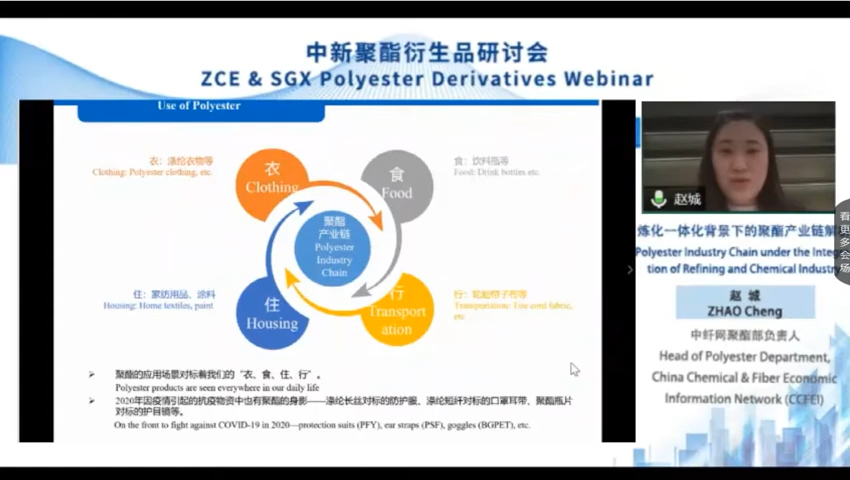 中新聚酯衍生品研讨会
ZCE & SGX Polyester Derivatives Webinar
Use of Polyester
衣：涤纶衣物等
Clothing: Polyester clothing, etc.
衣
Clothing
食
Food
食：饮料瓶等
Food: Drink bottles etc.
聚酯
产业链
Polyester
Industry
Chain
住：家纺用品、涂料
Housing: Home textiles, paint
住
Housing
行
Transport
ation
行：轮胎帘子布等
Transportation: Tire cord fabric,
etc
聚酯的应用场景对标着我们的“衣、食、住、行”。
Polyester products are seen everywhere in our daily life
2020年因疫情引起的抗疫物资中也有聚酯的身影——涤纶长丝对标的防护服、涤纶短纤对标的口罩耳带、聚酯瓶片
对标的护目镜等。
On the front to fight against COVID-19 in 2020—protection suits (PFY), ear straps (PSF), goggles (BGPET), etc.
赵城
炼化一体化背景下的聚酯产业链解
Polyester Industry Chain under the Integ
tion of Refining and Chemical Industry
赵 城
ZHAO Cheng
中纤网聚酯部负责人
Head of Polyester Department,
China Chemical & Fiber Economic
Information Network (CCFEI)
看
更
多
会
场